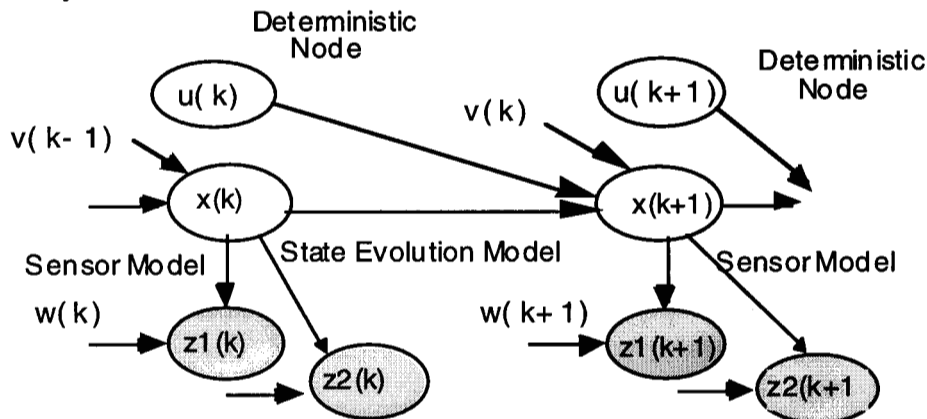 Deterministic
Node
Deterministic
Node
u( k)
u( k+ 1)
v( k)
v( k- 1)
x(k)
x(k+1)
Sensor Model
State Evolution Model
Sensor Model
w( k)
w( k+ 1)
z1(k)
z1(k+1)
z2(k)
z2(k+1